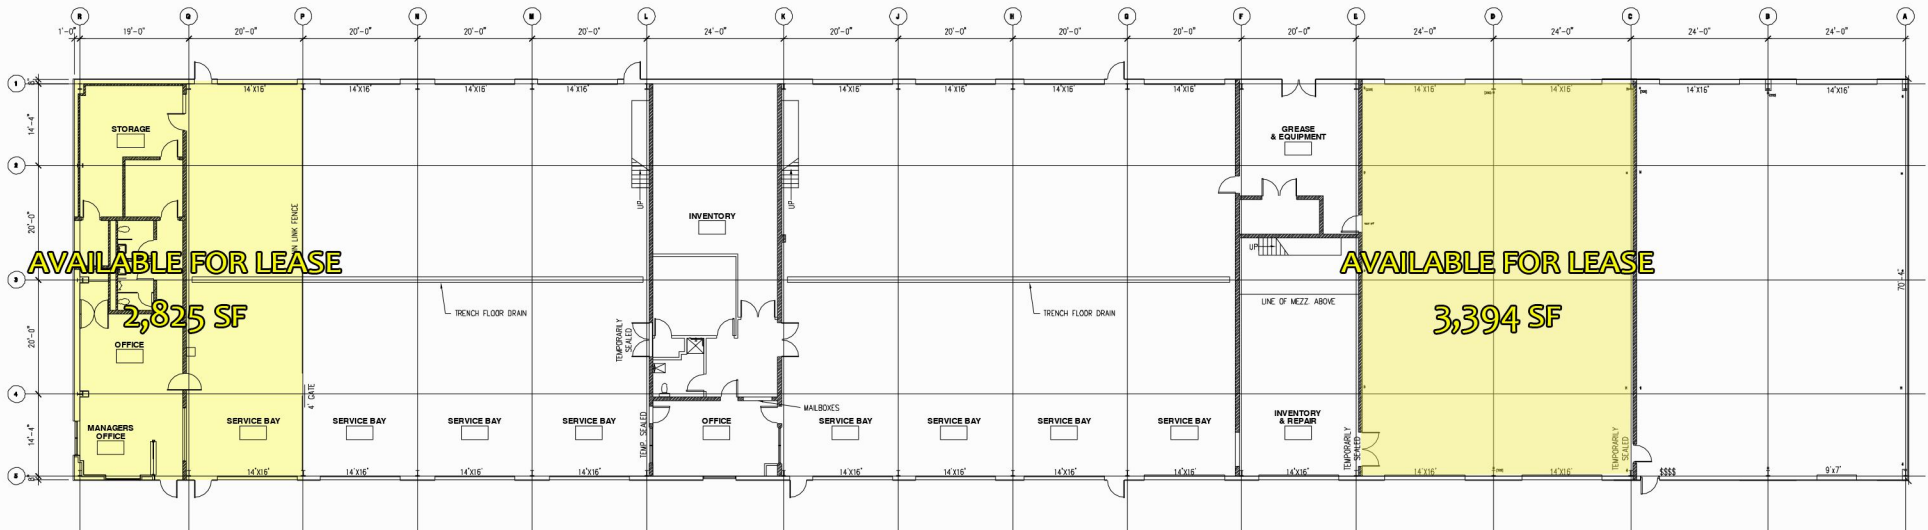 R Q P N M L K J H G F E D C B A
1'-0" 19'-0" 20'-0" 20'-0" 20'-0" 20'-0" 24'-0" 20'-0" 20'-0" 20'-0" 20'-0" 20'-0" 24'-0" 24'-0" 24'-0" 24'-0"
1
8"
14'X16' 14'X16' 14'X16' 14'X16' 14'X16' 14'X16' 14'X16' 14'X16' 14'X16' 14'X16' 14'X16' 14'X16'
14'-4"
STORAGE
GREASE
& EQUIPMENT
2
UP
UP
20'-0"
INVENTORY
N LINK FENCE
UP
AVAILABLE FOR LEASE
2,825 SF
AVAILABLE FOR LEASE
3,394 SF
3
70'-
LINE OF MEZZ. ABOVE
TRENCH FLOOR DRAIN
TRENCH FLOOR DRAIN
20'-0"
TEMPORARILY
SEALED
OFFICE
4
4' GATE
MAILBOXES
14'-4"
MANAGERS
OFFICE
SERVICE BAY
SERVICE BAY
SERVICE BAY
SERVICE BAY
TEMP. SEALED
OFFICE
SERVICE BAY
SERVICE BAY
SERVICE BAY
SERVICE BAY
INVENTORY
& REPAIR
TEMPORARILY
SEALED
TEMPORARILY
SEALED
14'X16' 14'X16' 14'X16' 14'X16' 14'X16' 14'X16' 14'X16' 14'X16' 14'X16' 14'X16' 14'X16' $$$$ 9'x7'
5
8"